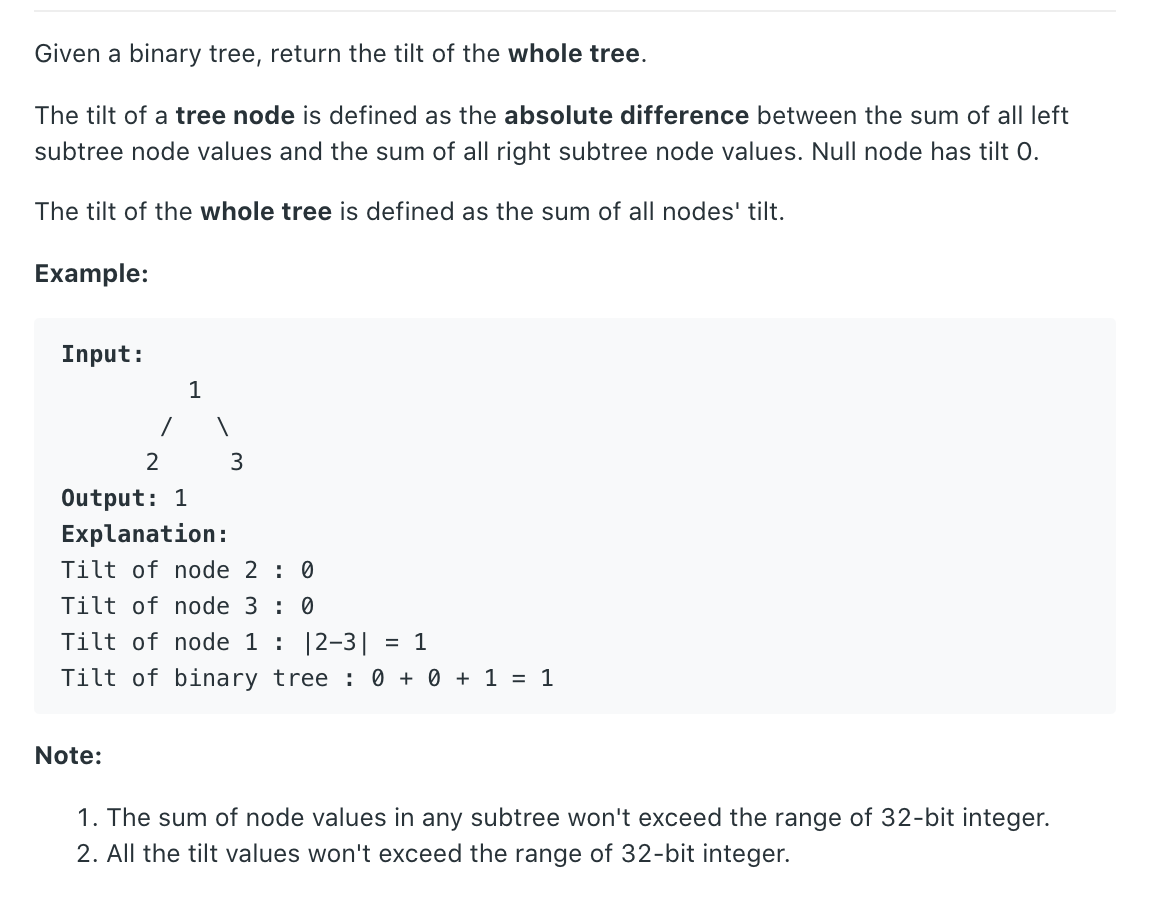 Given a binary tree, return the tilt of the whole tree.
The tilt of a tree node is defined as the absolute difference between the sum of all left
subtree node values and the sum of all right subtree node values. Null node has tilt 0.
The tilt of the whole tree is defined as the sum of all nodes' tilt.
Example:
Input:
1
/ \
2 3
Output: 1
Explanation:
Tilt of node 2 : 0
Tilt of node 3 : 0
Tilt of node 1 : |2-3| = 1
Tilt of binary tree : 0 + 0 + 1 = 1
Note:
1. The sum of node values in any subtree won't exceed the range of 32-bit integer.
2. All the tilt values won't exceed the range of 32-bit integer.